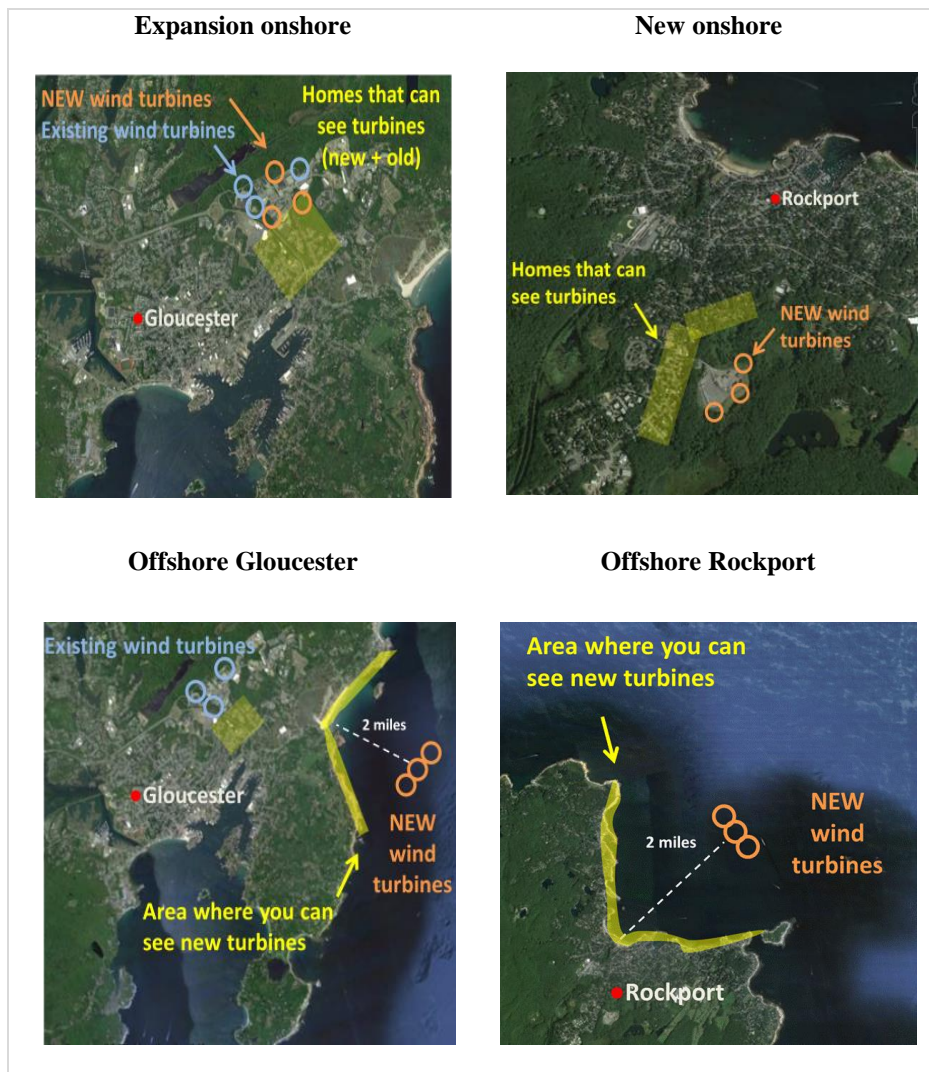 Expansion onshore
New onshore
NEW wind turbines
Existing wind turbines
Homes that can
see turbines
(new + old)
Gloucester
Rockport
Homes that can
see turbines
NEW wind
turbines
Offshore Gloucester
Offshore Rockport
Existing wind turbines
2 miles
Gloucester
NEW
wind
turbines
Area where you can
see new turbines
Area where you can
see new turbines
2 miles
NEW
wind
turbines
Rockport